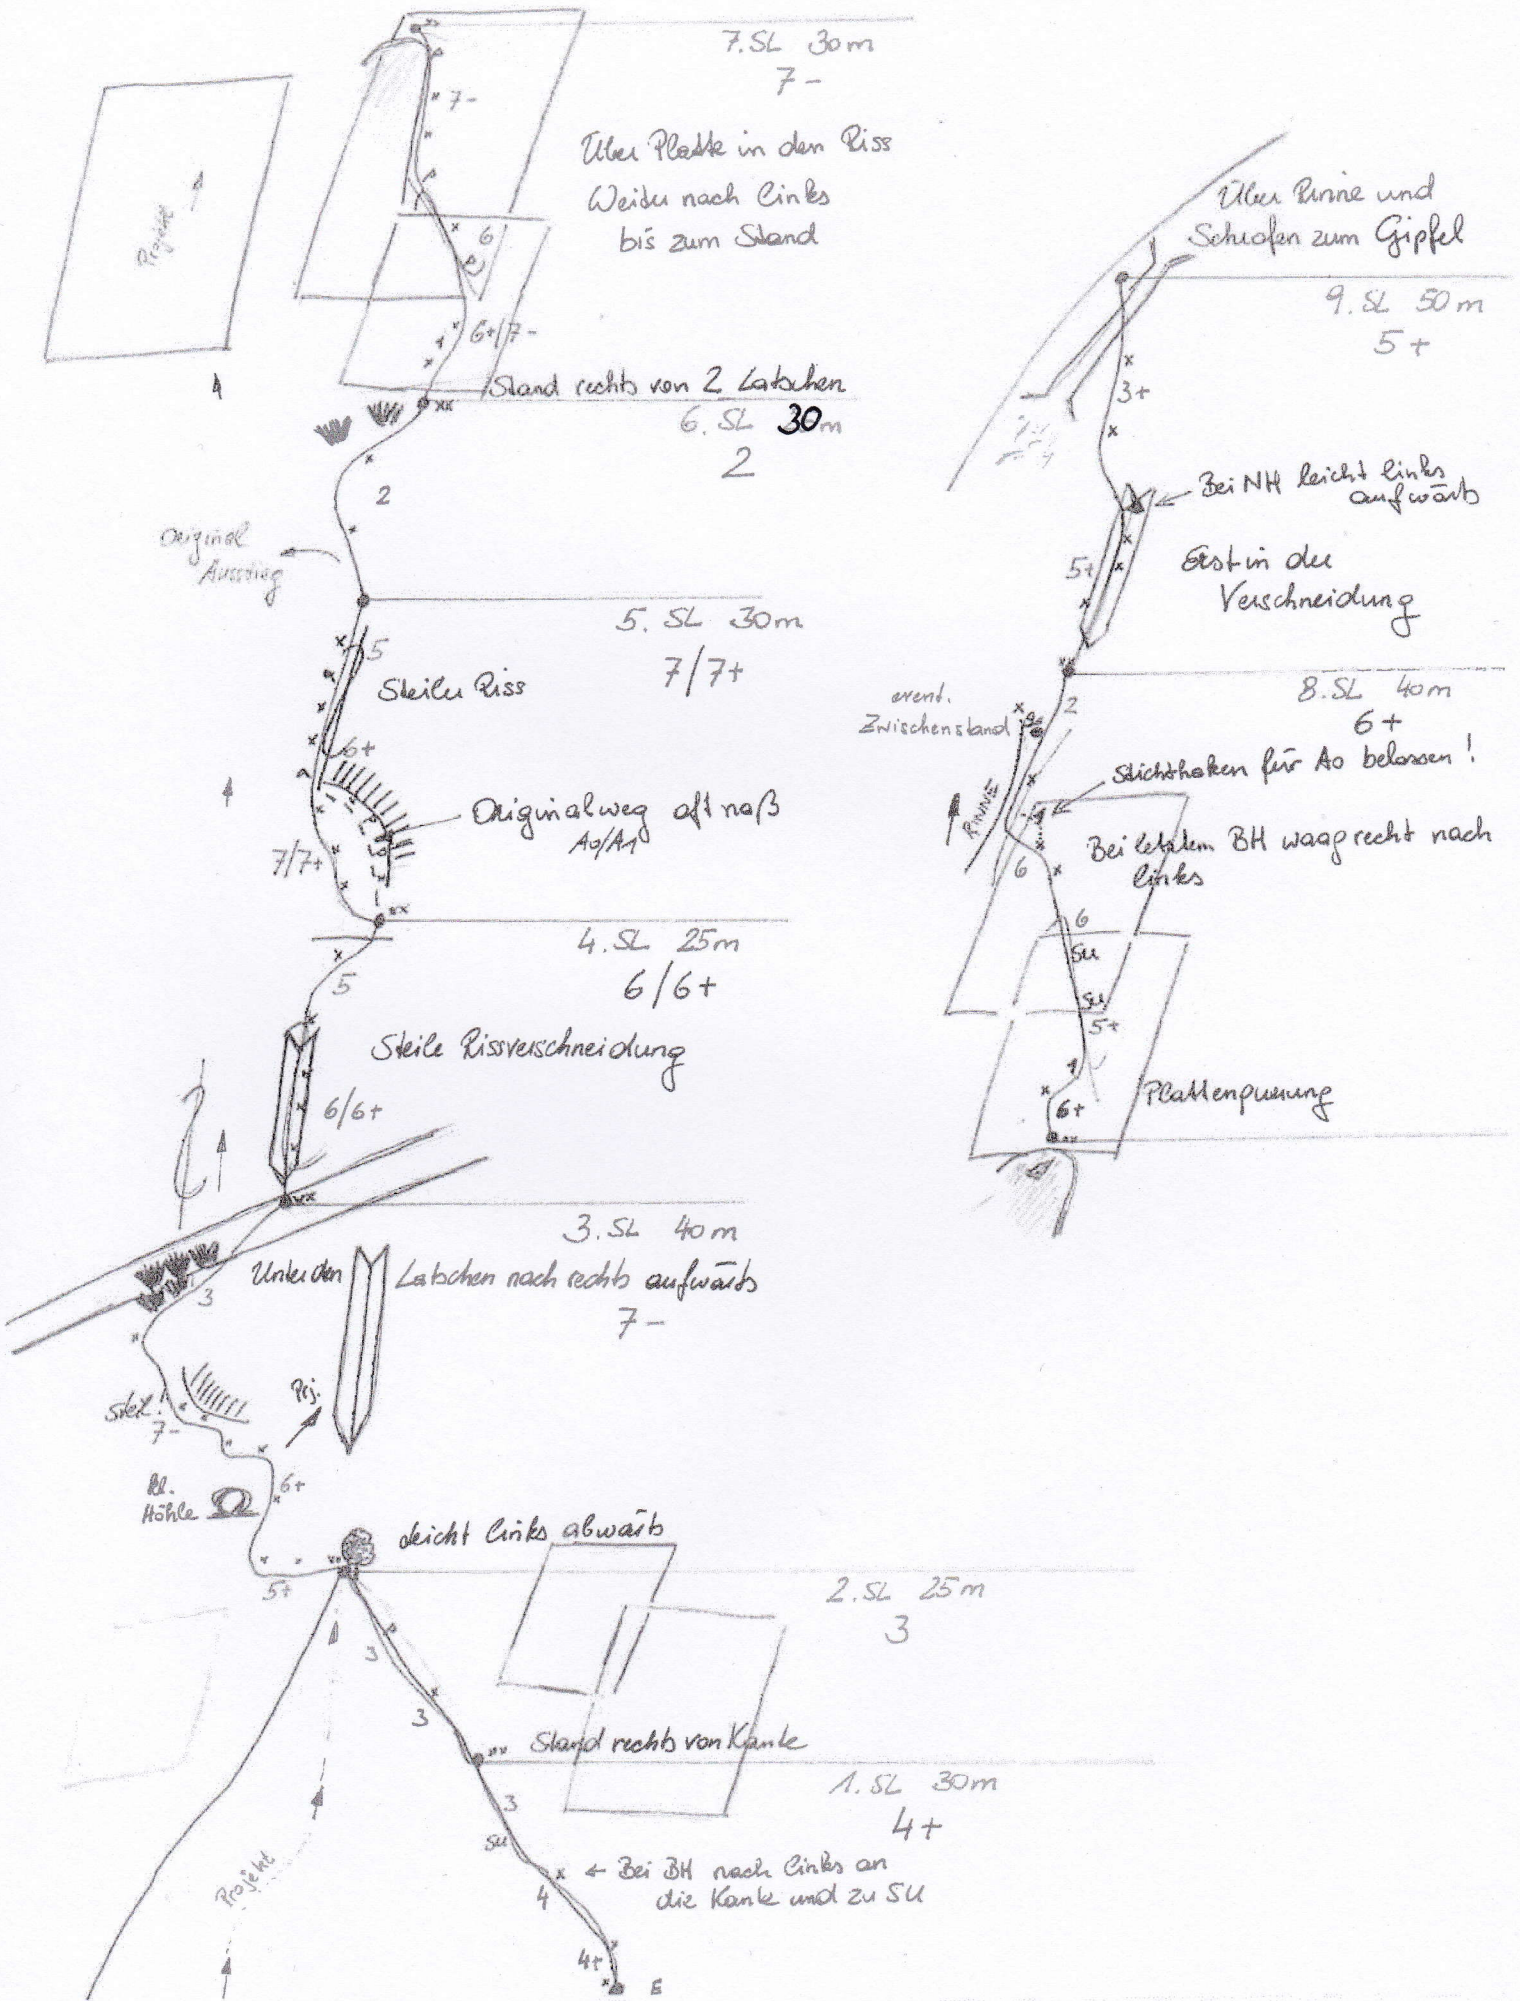 7. SL 30m
7-
7-
Über Platte in den Riss
Weiter nach links
bis zum Stand
Projekt
6
6+/7-
Stand rechts von 2 Latschen
6. SL 30m
2
2
Original
Ausstieg
5. SL 30m
7/7+
5
Steiler Riss
6+
Originalweg oft naß
A0/A1
7/7+
4. SL 25m
6/6+
5
Steile Rissverschneidung
6/6+
3. SL 40m
Unter den Latschen nach rechts aufwärts
7-
3
Prj.
steil!
7-
6+
kl.
Höhle
Leicht links abwärts
5+
2. SL 25m
3
3
3
Stand rechts von Kante
1. SL 30m
4+
3
SU
← Bei BH nach links an
die Kante und zu SU
4
Projekt
4+
E
Über Rinne und
Schrofen zum Gipfel
9. SL 50m
5+
3+
Bei NH leicht links
aufwärts
5+
Erst in der
Verschneidung
8. SL 40m
6+
event.
Zwischenstand
2
Stichthaken für A0 belassen!
RINNE
Bei letztem BH waagrecht nach
links
6
6
SU
SU
5+
Plattenquerung
6+